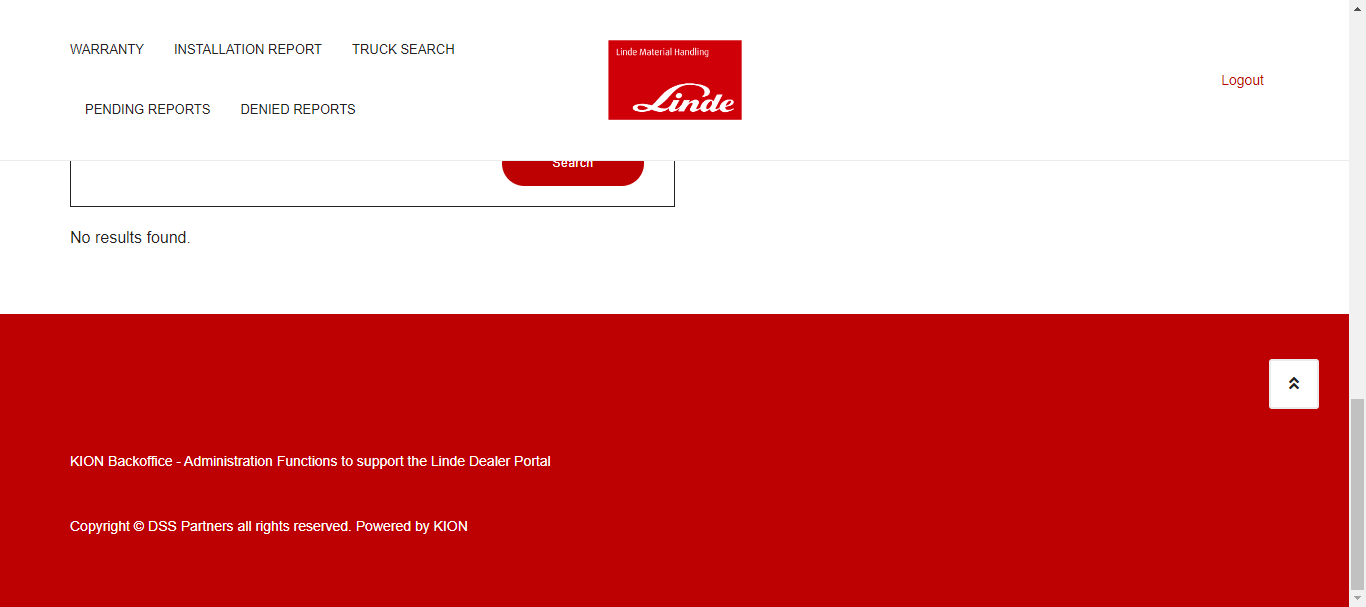 WARRANTY INSTALLATION REPORT TRUCK SEARCH
PENDING REPORTS DENIED REPORTS
Linde Material Handling
Linde
Logout
Search
No results found.
KION Backoffice - Administration Functions to support the Linde Dealer Portal
Copyright © DSS Partners all rights reserved. Powered by KION